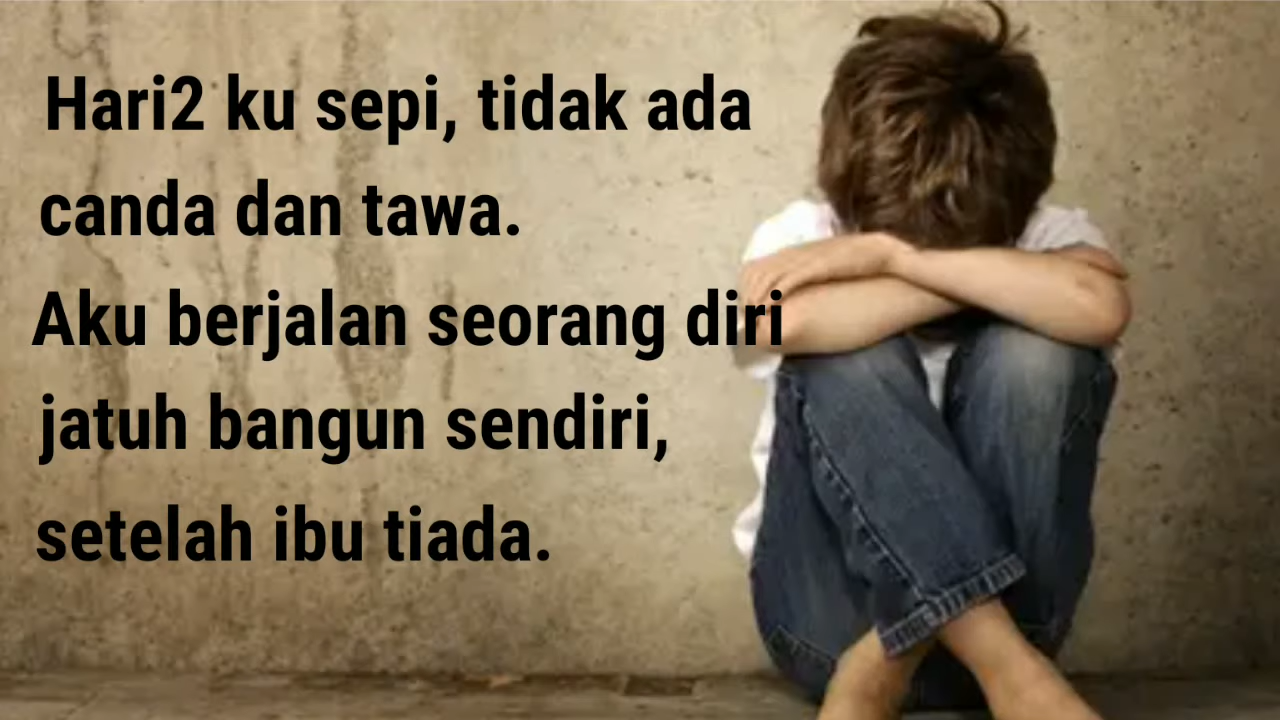 Hari2 ku sepi, tidak ada
canda dan tawa.
Aku berjalan seorang diri
jatuh bangun sendiri,
setelah ibu tiada.